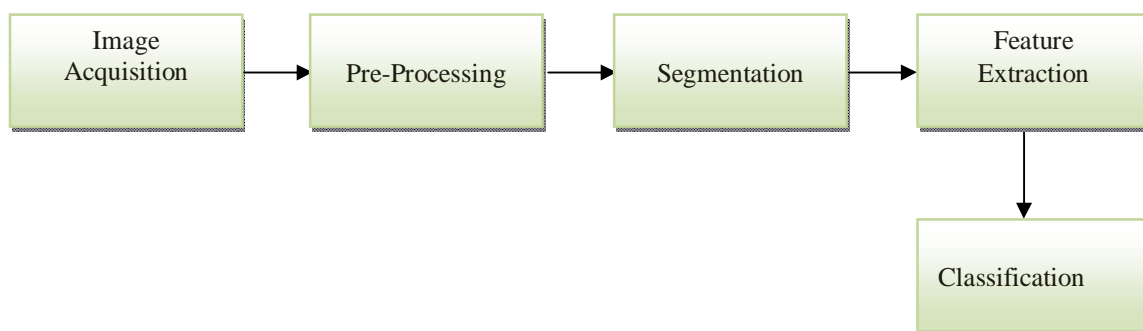 Image
Acquisition
Pre-Processing
Segmentation
Feature
Extraction
Classification